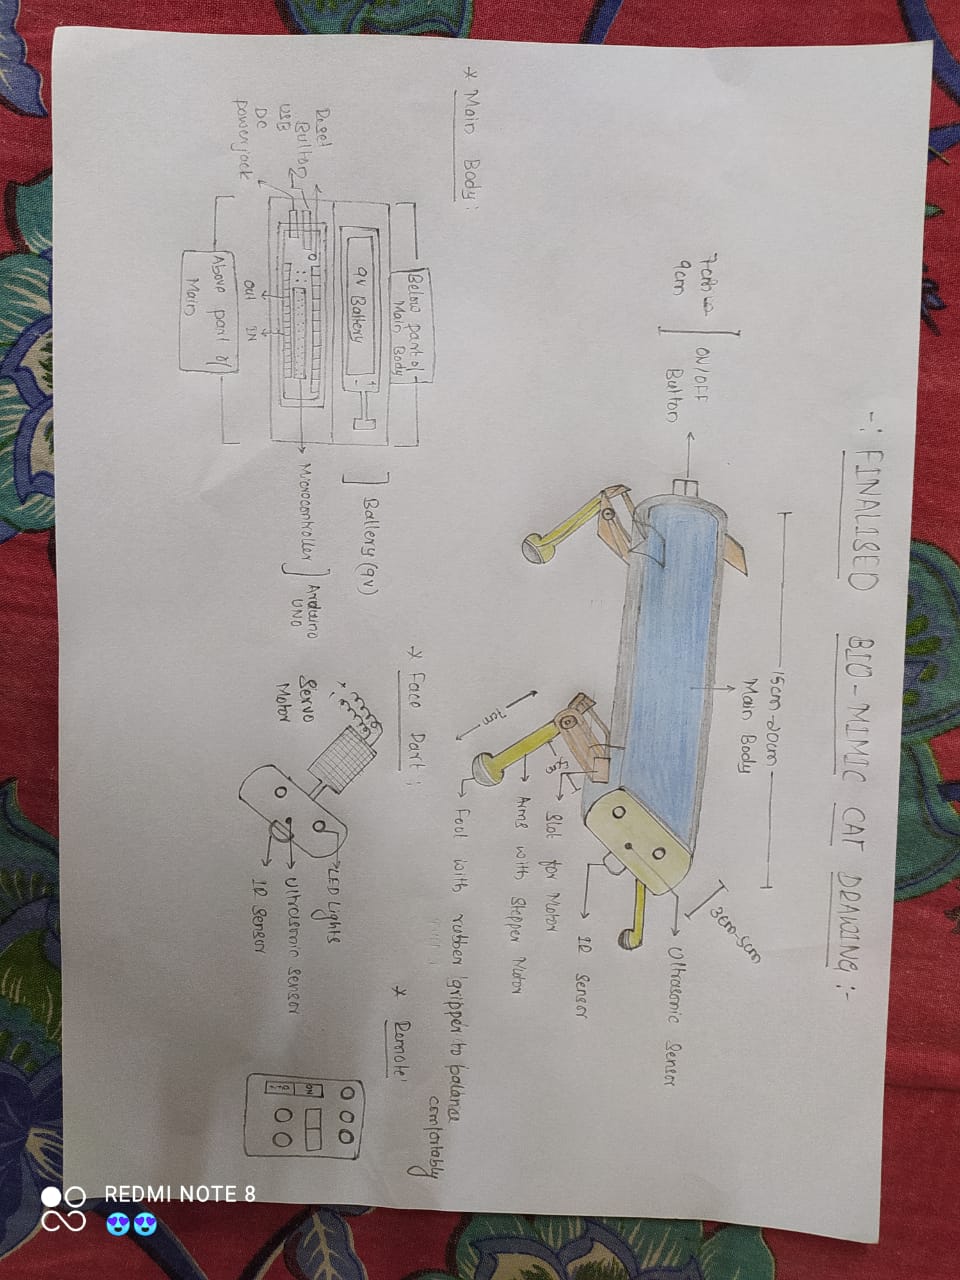 -: FINALISED BIO-MIMIC CAT DRAWING :-
15cm-20cm
Main Body
3cm-5cm
7cm
9cm
ON/OFF
Button
Ultrasonic Sensor
IR Sensor
Slot for Motor
Arms with Stepper Motor
7cm
Foot with rubber gripper to balance
comfortably
* Main Body:
Below part of
Main Body
9V Battery
+
-
Battery (9V)
Reset
Button
USB
DC
powerjack
OUT
IN
Microcontroller
Arduino
UNO
Above part of
Main
* Face Part:
Servo
Motor
LED Lights
Ultrasonic Sensor
IR Sensor
* Remote:
ON
REDMI NOTE 8
😍😍